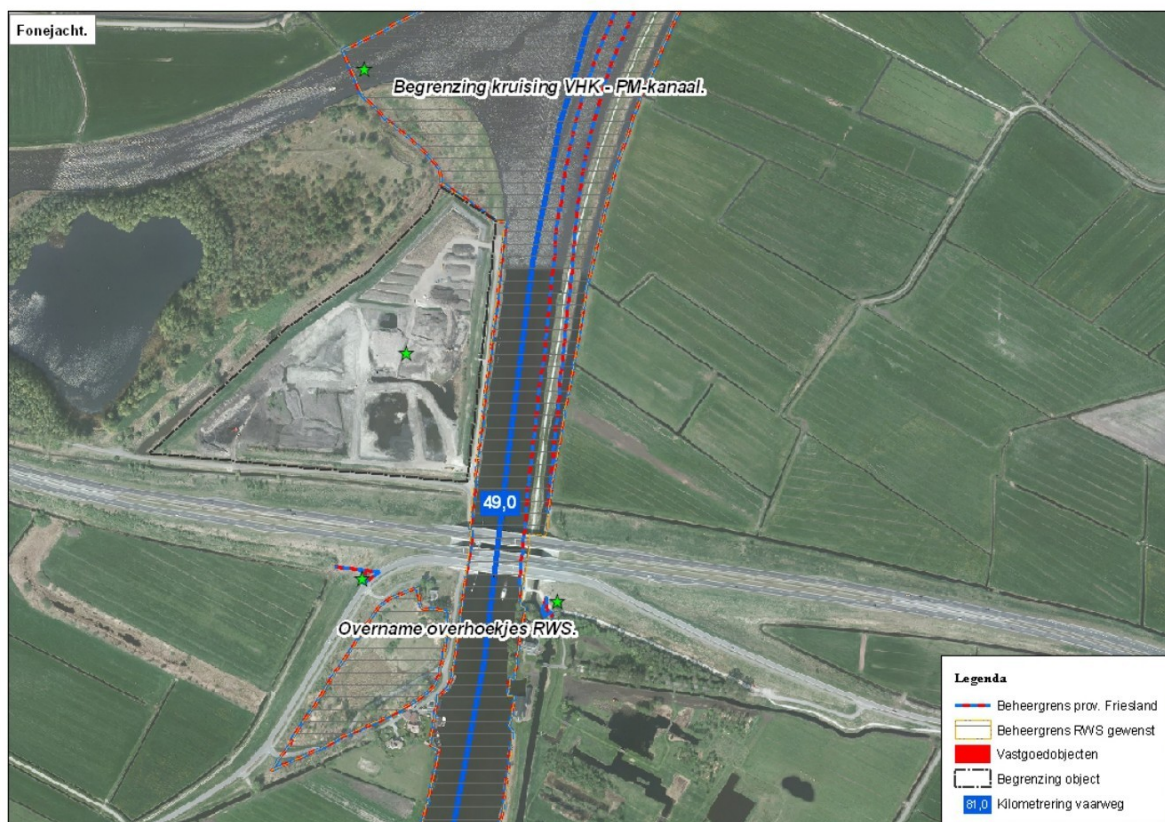 Fonejacht.
Begrenzing kruising VHK - PM-kanaal.
49,0
Overname overhoekjes RWS.
Legenda
Beheergrens prov. Friesland
Beheergrens RWS gewenst
Vastgoedobjecten
Begrenzing object
81,0 Kilometrering vaarweg